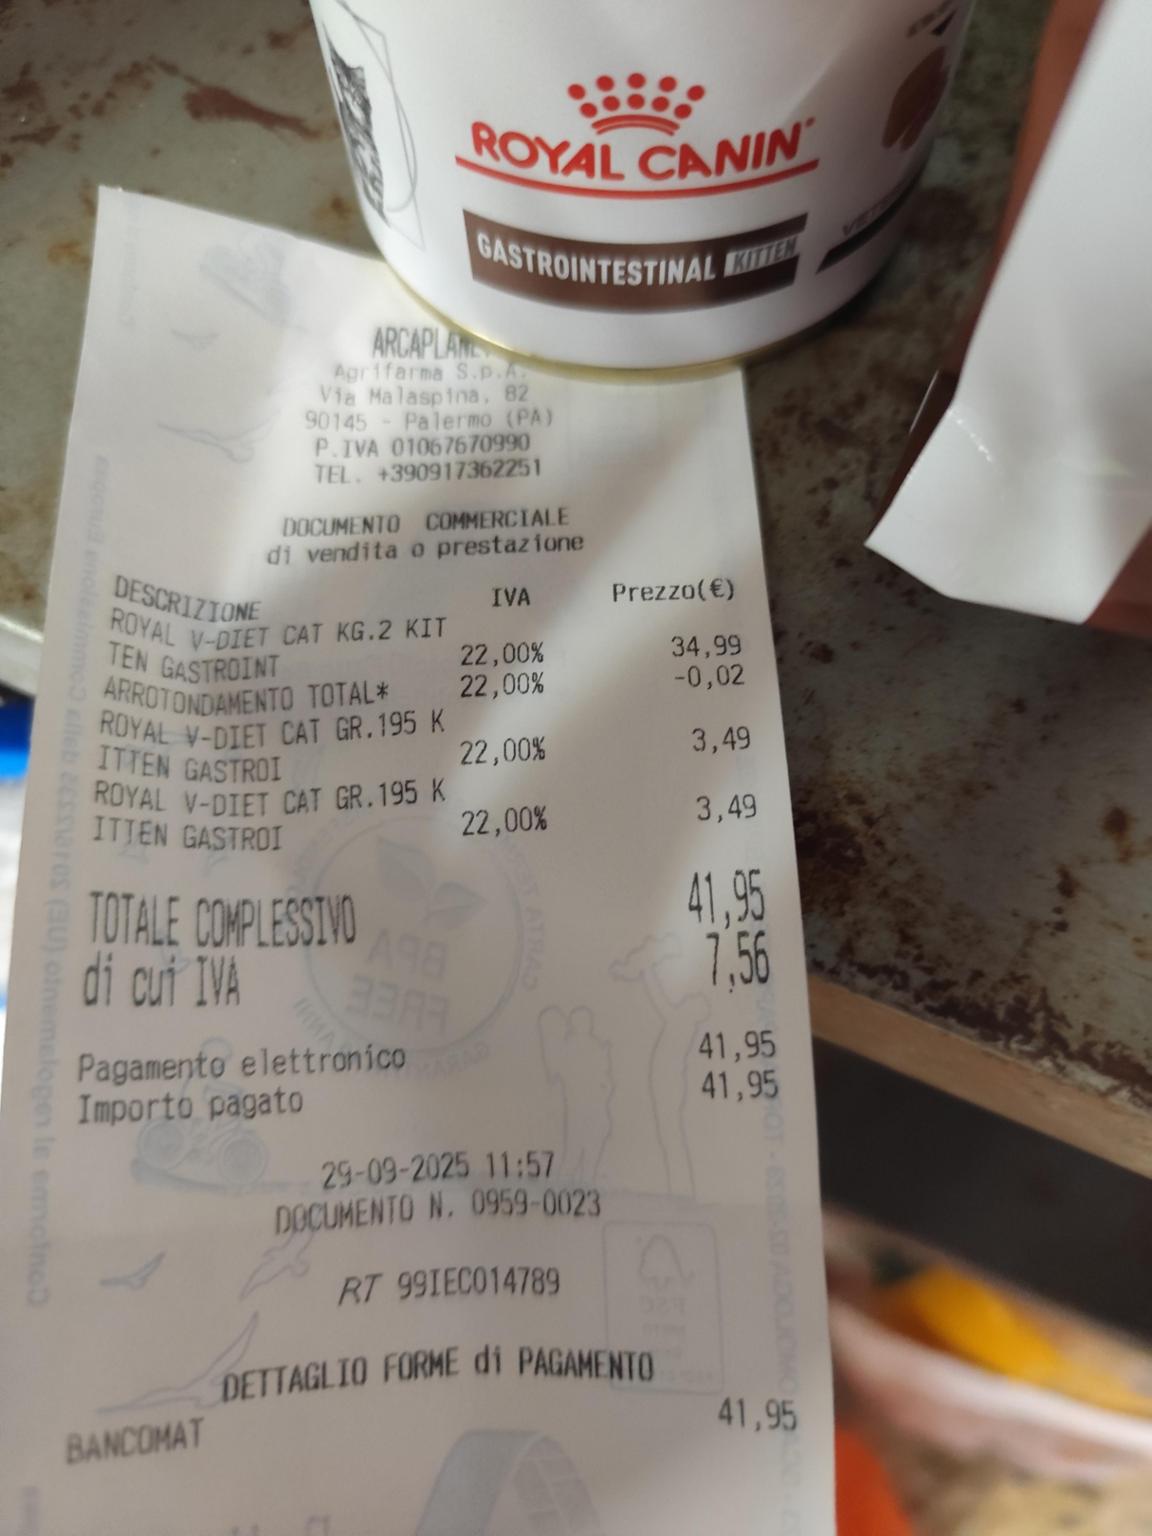 ROYAL CANIN
GASTROINTESTINAL KITTEN
ARCAPLANE
Agrifarma S.p.A.
Via Malaspina, 82
90145 - Palermo (PA)
P.IVA 01067670990
TEL. +390917362251
DOCUMENTO COMMERCIALE
di vendita o prestazione
DESCRIZIONE IVA Prezzo(€)
ROYAL V-DIET CAT KG.2 KIT
TEN GASTROINT 22,00% 34,99
ARROTONDAMENTO TOTAL* 22,00% -0,02
ROYAL V-DIET CAT GR.195 K
ITTEN GASTROI 22,00% 3,49
ROYAL V-DIET CAT GR.195 K
ITTEN GASTROI 22,00% 3,49
TOTALE COMPLESSIVO 41,95
di cui IVA 7,56
Pagamento elettronico 41,95
Importo pagato 41,95
29-09-2025 11:57
DOCUMENTO N. 0959-0023
RT 99IEC014789
DETTAGLIO FORME di PAGAMENTO
BANCOMAT 41,95
BPA
FREE
FSC